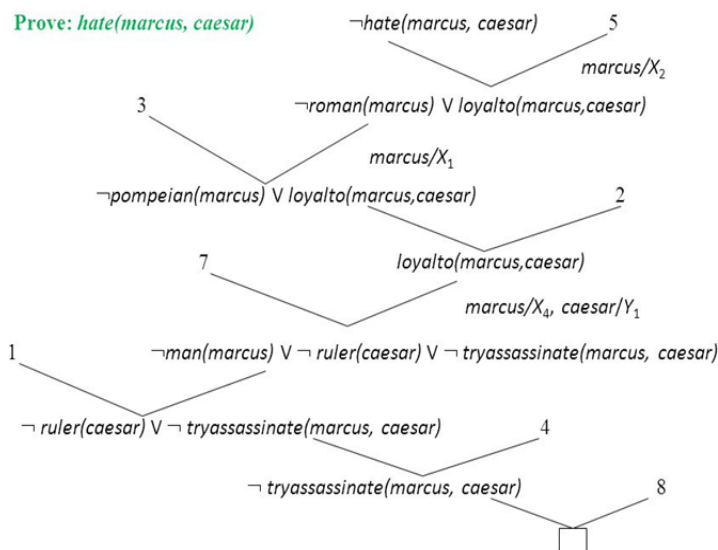 Prove: hate(marcus, caesar)
¬hate(marcus, caesar) 5
marcus/X₂
3 ¬roman(marcus) V loyalto(marcus,caesar)
marcus/X₁
¬pompeian(marcus) V loyalto(marcus,caesar) 2
7 loyalto(marcus,caesar)
marcus/X₄, caesar/Y₁
1 ¬man(marcus) V ¬ ruler(caesar) V ¬ tryassassinate(marcus, caesar)
¬ ruler(caesar) V ¬ tryassassinate(marcus, caesar) 4
¬ tryassassinate(marcus, caesar) 8